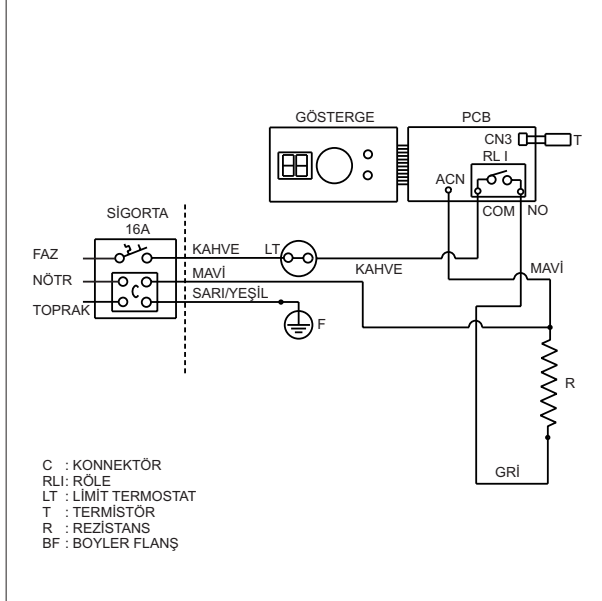 GÖSTERGE
PCB
CN3
T
RL I
ACN
COM NO
SİGORTA
16A
FAZ
KAHVE
LT
KAHVE
MAVİ
NÖTR
MAVİ
SARI/YEŞİL
TOPRAK
C
F
R
GRİ
C : KONNEKTÖR
RLI: RÖLE
LT : LİMİT TERMOSTAT
T : TERMİSTÖR
R : REZİSTANS
BF : BOYLER FLANŞ